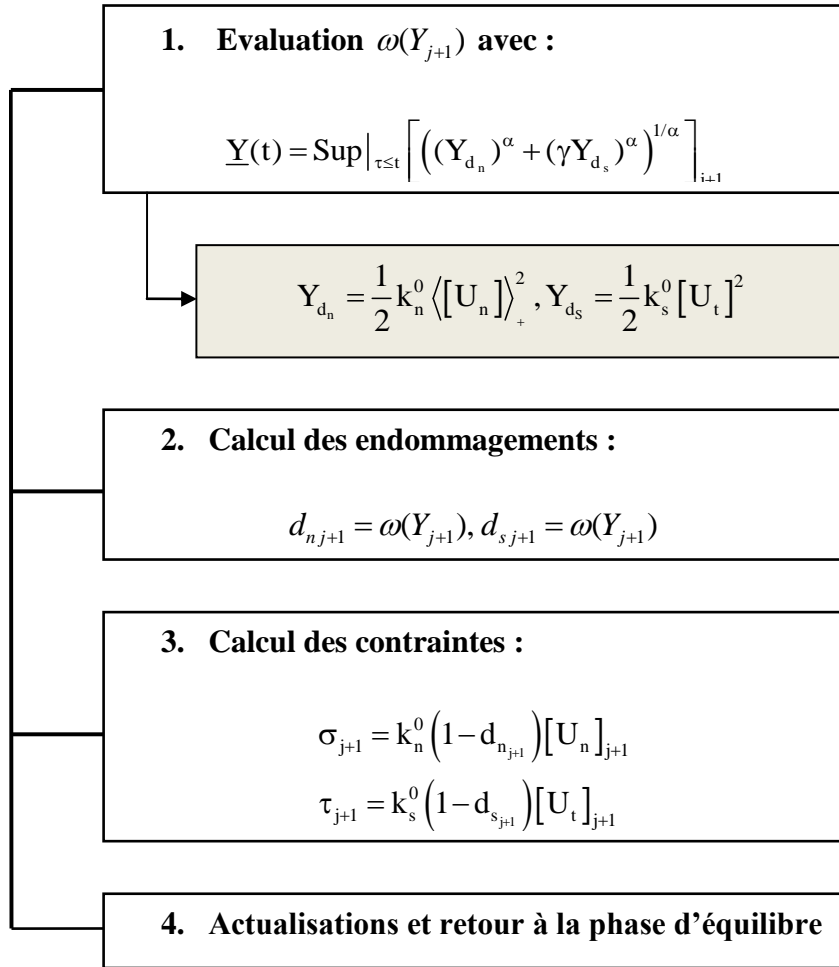 1. Evaluation ω(Y_{j+1}) avec :
Y̲(t) = Sup|_{τ≤t} ⌈((Y_{d_n})^α + (γY_{d_s})^α)^{1/α}⌉|_{j+1}
Y_{d_n} = 1/2 k_n^0 ⟨[U_n]⟩_+^2 , Y_{d_S} = 1/2 k_s^0 [U_t]^2
2. Calcul des endommagements :
d_{n j+1} = ω(Y_{j+1}), d_{s j+1} = ω(Y_{j+1})
3. Calcul des contraintes :
σ_{j+1} = k_n^0 (1 − d_{n_{j+1}}) [U_n]_{j+1}
τ_{j+1} = k_s^0 (1 − d_{s_{j+1}}) [U_t]_{j+1}
4. Actualisations et retour à la phase d’équilibre